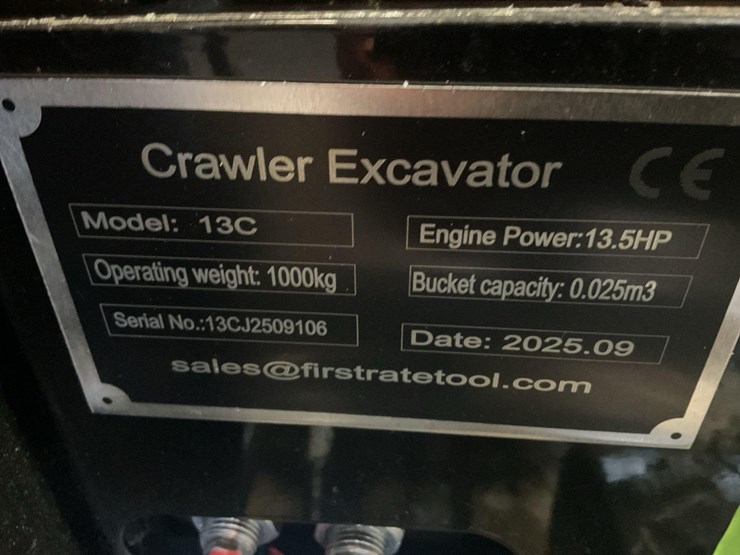 Crawler Excavator CE
Model: 13C
Engine Power:13.5HP
Operating weight: 1000kg
Bucket capacity: 0.025m3
Serial No.:13CJ2509106
Date: 2025.09
sales@firstratetool.com